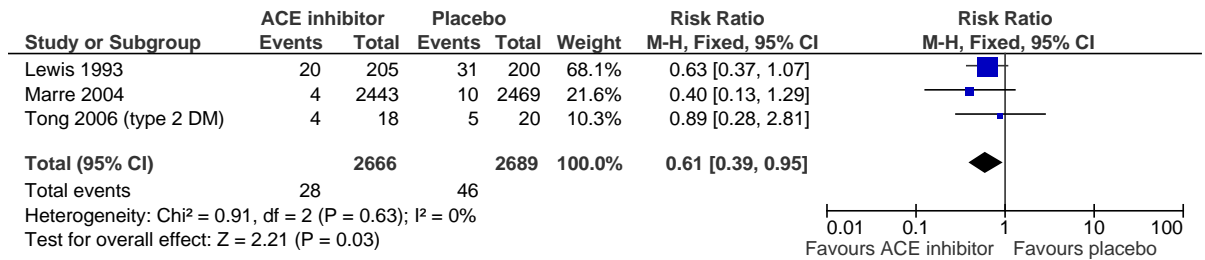 ACE inhibitor Placebo Risk Ratio Risk Ratio
Study or Subgroup Events Total Events Total Weight M-H, Fixed, 95% CI M-H, Fixed, 95% CI
Lewis 1993 20 205 31 200 68.1% 0.63 [0.37, 1.07]
Marre 2004 4 2443 10 2469 21.6% 0.40 [0.13, 1.29]
Tong 2006 (type 2 DM) 4 18 5 20 10.3% 0.89 [0.28, 2.81]
Total (95% CI) 2666 2689 100.0% 0.61 [0.39, 0.95]
Total events 28 46
Heterogeneity: Chi² = 0.91, df = 2 (P = 0.63); I² = 0%
Test for overall effect: Z = 2.21 (P = 0.03)
0.01 0.1 1 10 100
Favours ACE inhibitor Favours placebo